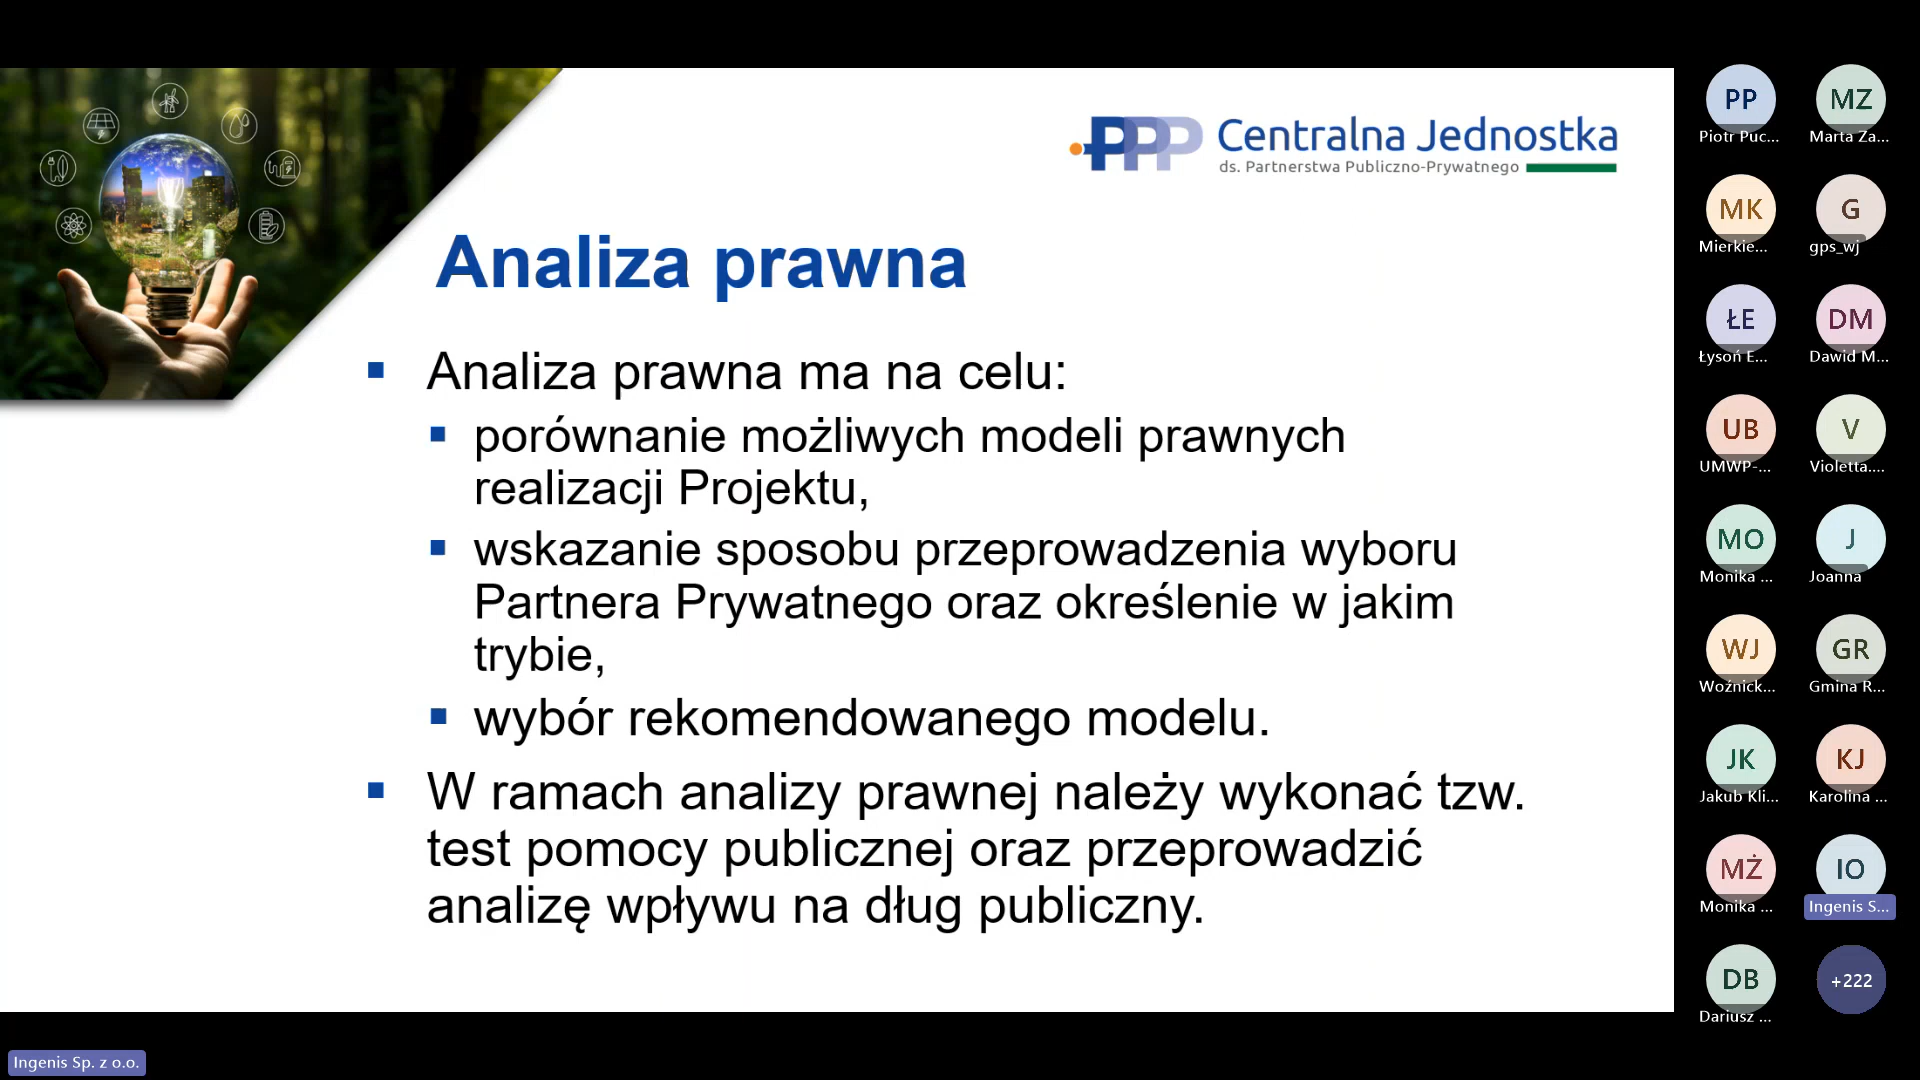 PPP Centralna Jednostka
ds. Partnerstwa Publiczno-Prywatnego
Analiza prawna
Analiza prawna ma na celu:
porównanie możliwych modeli prawnych
realizacji Projektu,
wskazanie sposobu przeprowadzenia wyboru
Partnera Prywatnego oraz określenie w jakim
trybie,
wybór rekomendowanego modelu.
W ramach analizy prawnej należy wykonać tzw.
test pomocy publicznej oraz przeprowadzić
analizę wpływu na dług publiczny.
PP
Piotr Puc...
MZ
Marta Za...
MK
Mierkie...
G
gps_wj
ŁE
Łysoń E...
DM
Dawid M...
UB
UMWP-...
V
Violetta....
MO
Monika ...
J
Joanna
WJ
Woźnick...
GR
Gmina R...
JK
Jakub Kli...
KJ
Karolina ...
MŻ
Monika ...
IO
Ingenis S...
DB
Dariusz ...
+222
Ingenis Sp. z o.o.